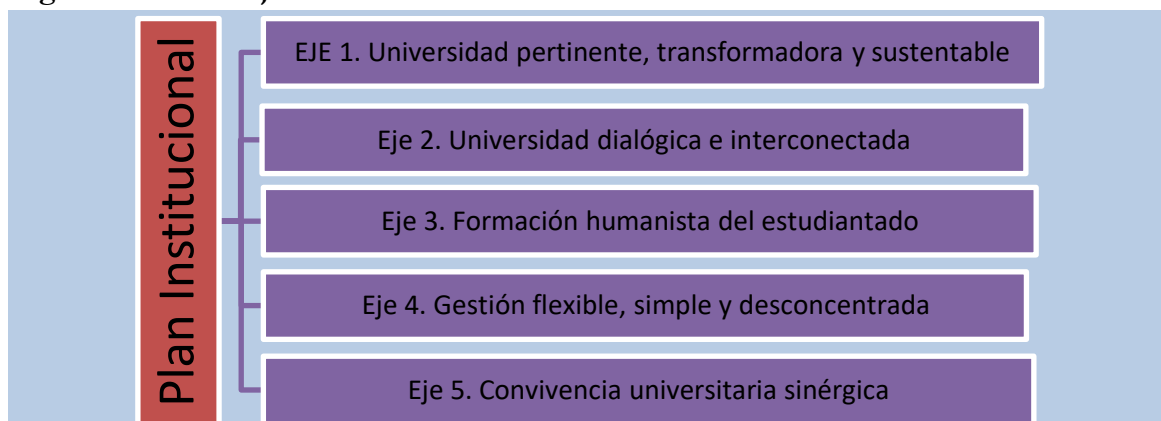 Plan Institucional
EJE 1. Universidad pertinente, transformadora y sustentable
Eje 2. Universidad dialógica e interconectada
Eje 3. Formación humanista del estudiantado
Eje 4. Gestión flexible, simple y desconcentrada
Eje 5. Convivencia universitaria sinérgica